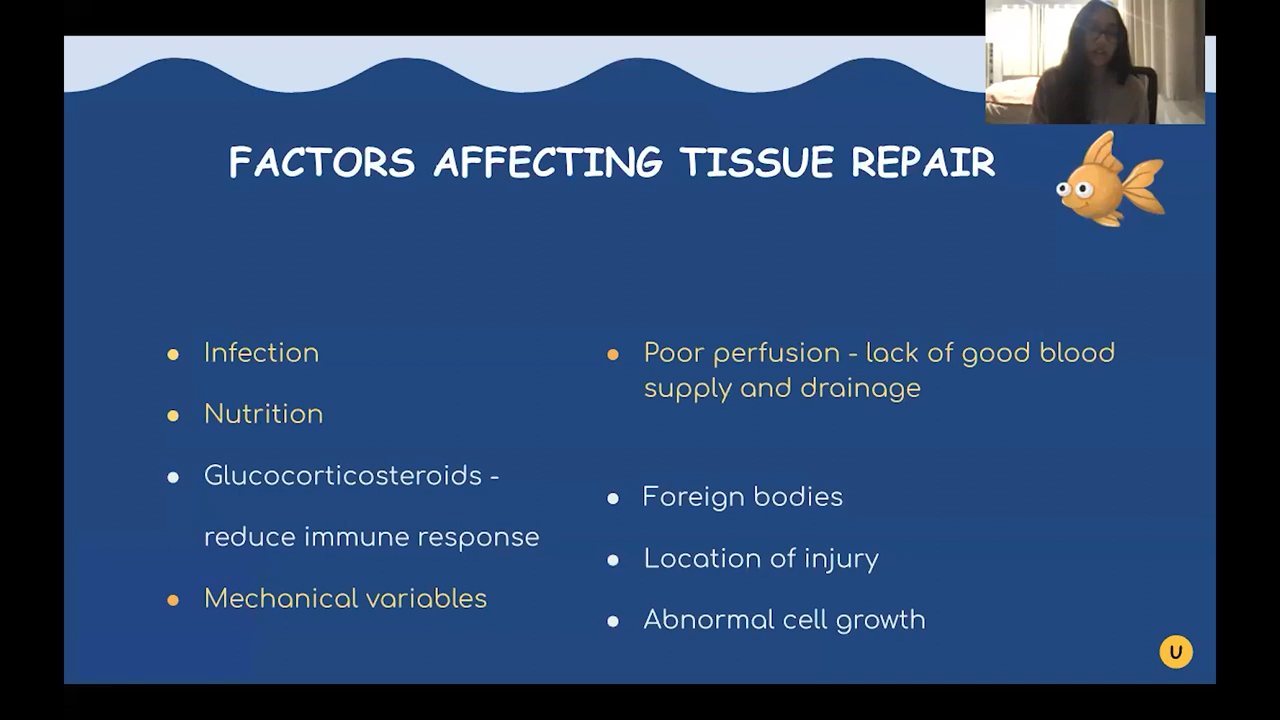 FACTORS AFFECTING TISSUE REPAIR
● Infection
● Nutrition
● Glucocorticosteroids -
reduce immune response
● Mechanical variables
● Poor perfusion - lack of good blood
supply and drainage
● Foreign bodies
● Location of injury
● Abnormal cell growth
U